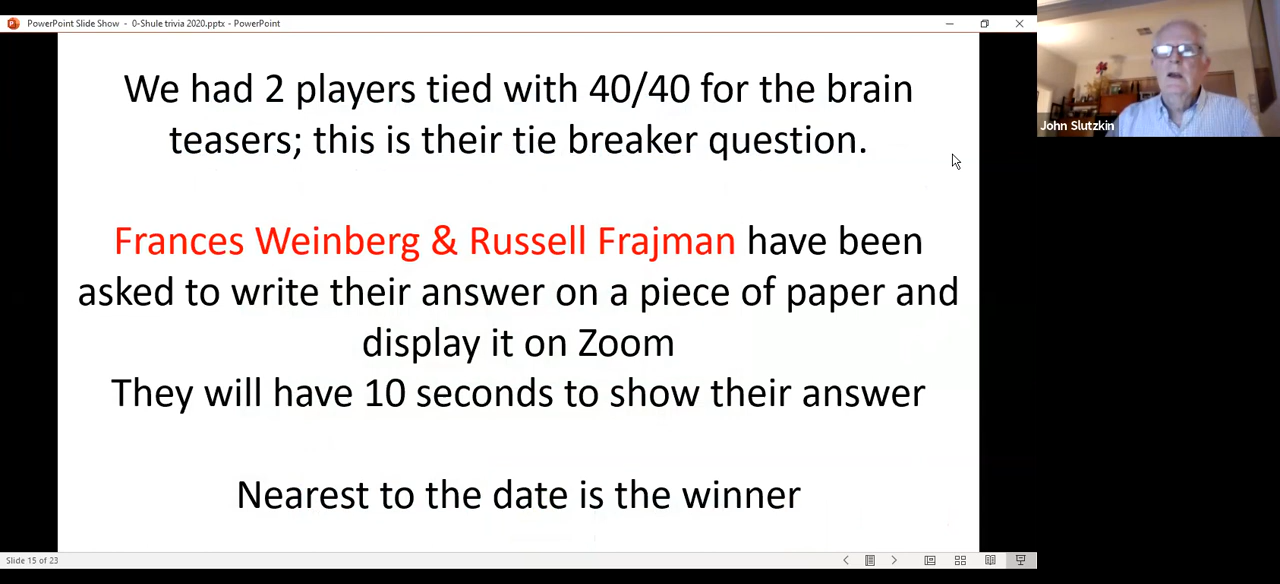 PowerPoint Slide Show - 0-Shule trivia 2020.pptx - PowerPoint
We had 2 players tied with 40/40 for the brain
teasers; this is their tie breaker question.
Frances Weinberg & Russell Frajman have been
asked to write their answer on a piece of paper and
display it on Zoom
They will have 10 seconds to show their answer
Nearest to the date is the winner
John Slutzkin
Slide 15 of 23